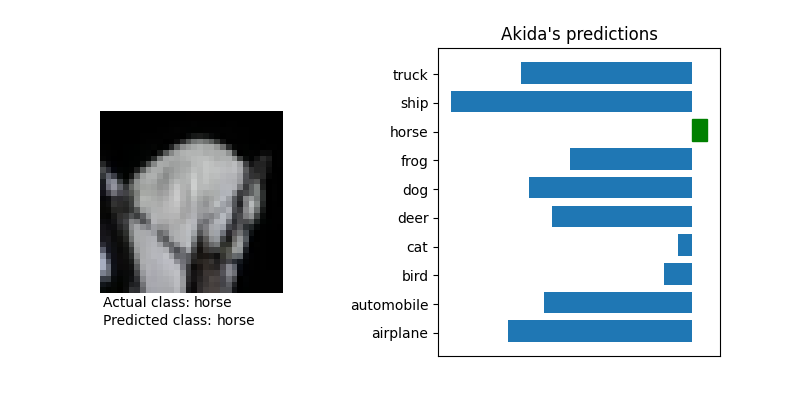 Akida's predictions
truck
ship
horse
frog
dog
deer
cat
bird
automobile
airplane
Actual class: horse
Predicted class: horse